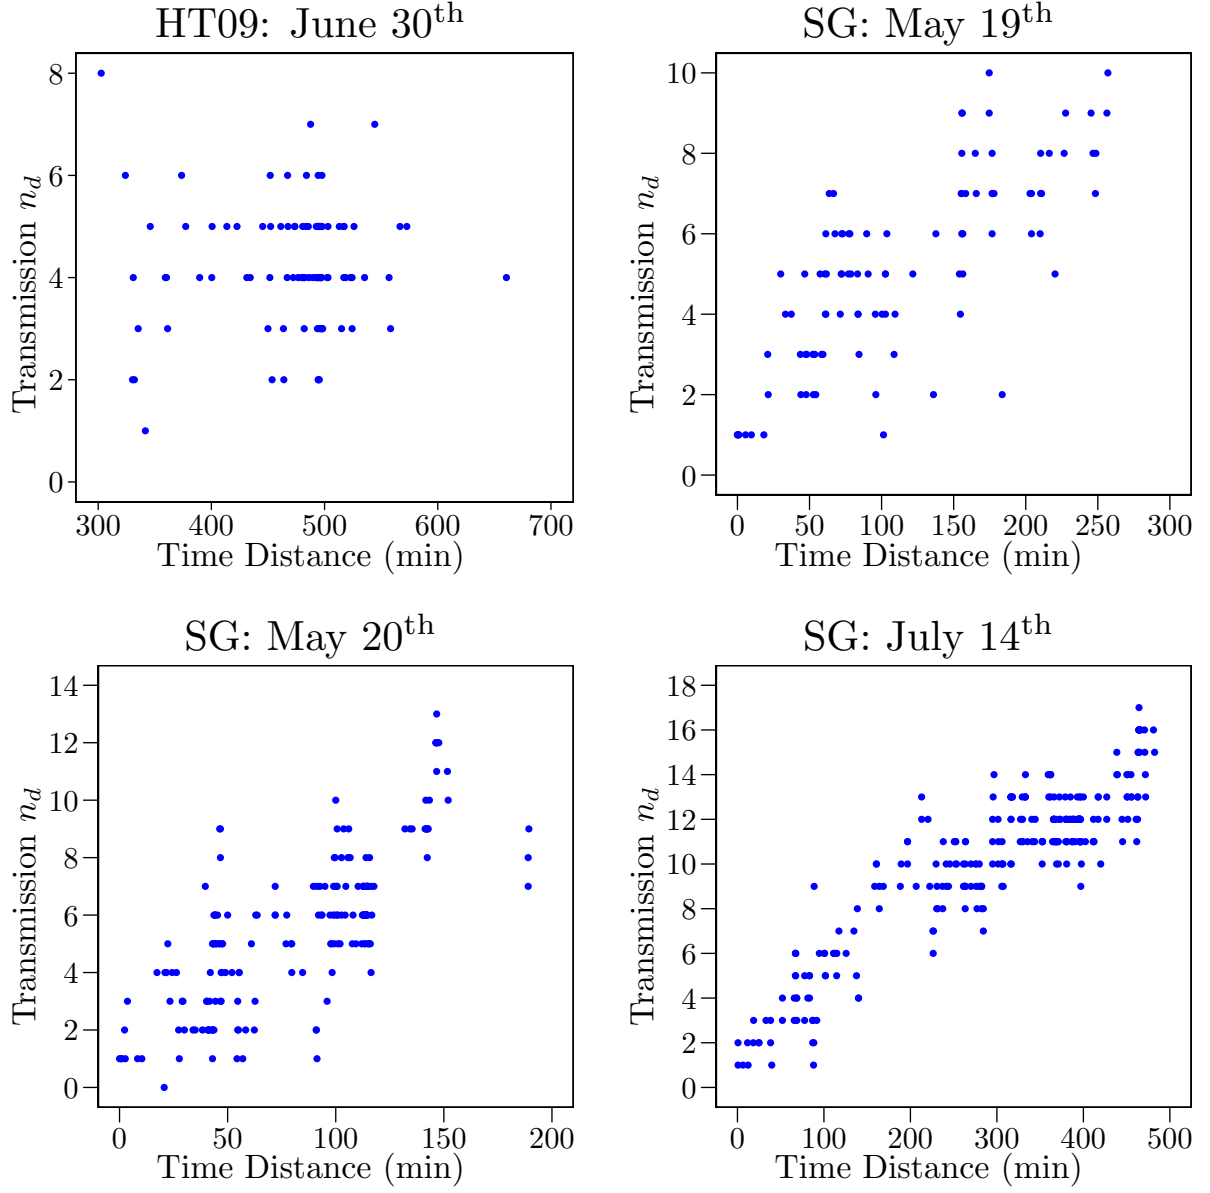 HT09: June 30th
8
6
4
2
0
Transmission n_d
300 400 500 600 700
Time Distance (min)
SG: May 19th
10
8
6
4
2
0
Transmission n_d
0 50 100 150 200 250 300
Time Distance (min)
SG: May 20th
14
12
10
8
6
4
2
0
Transmission n_d
0 50 100 150 200
Time Distance (min)
SG: July 14th
18
16
14
12
10
8
6
4
2
0
Transmission n_d
0 100 200 300 400 500
Time Distance (min)